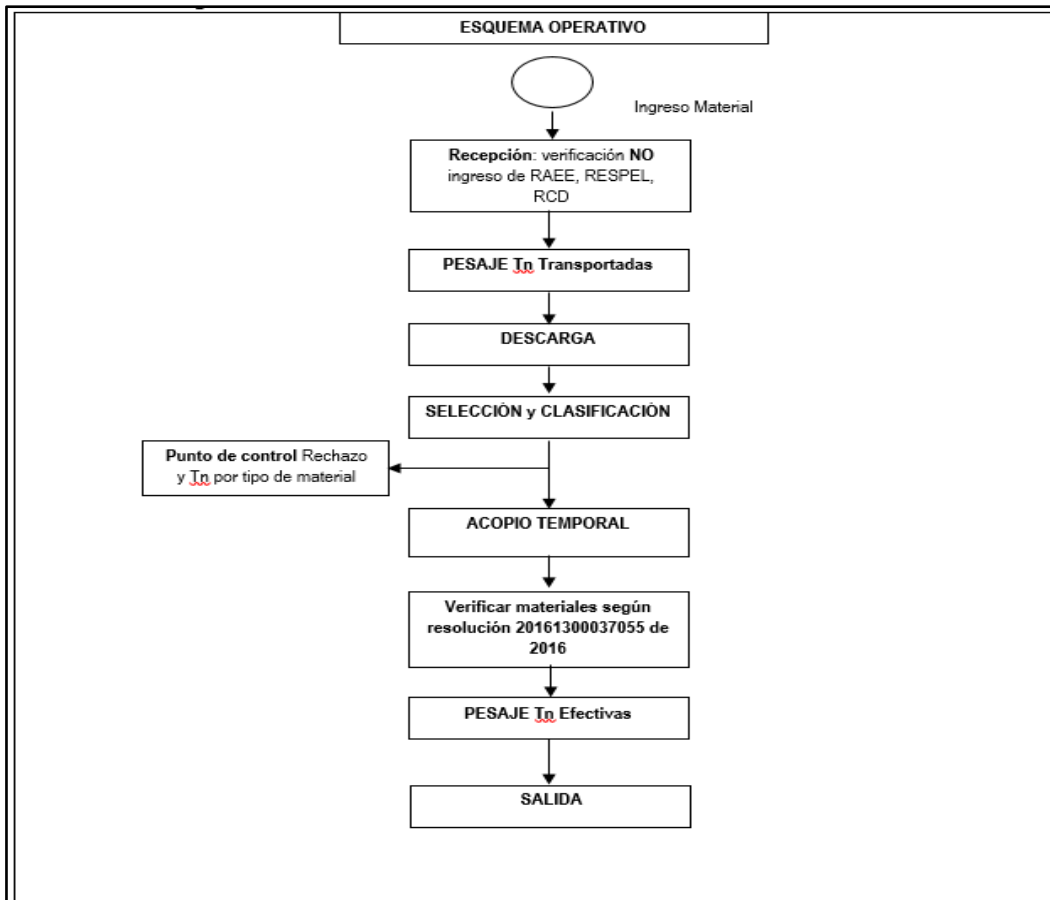 ESQUEMA OPERATIVO
Ingreso Material
Recepción: verificación NO
ingreso de RAEE, RESPEL,
RCD
PESAJE Tn Transportadas
DESCARGA
SELECCIÓN y CLASIFICACIÓN
Punto de control Rechazo
y Tn por tipo de material
ACOPIO TEMPORAL
Verificar materiales según
resolución 20161300037055 de
2016
PESAJE Tn Efectivas
SALIDA